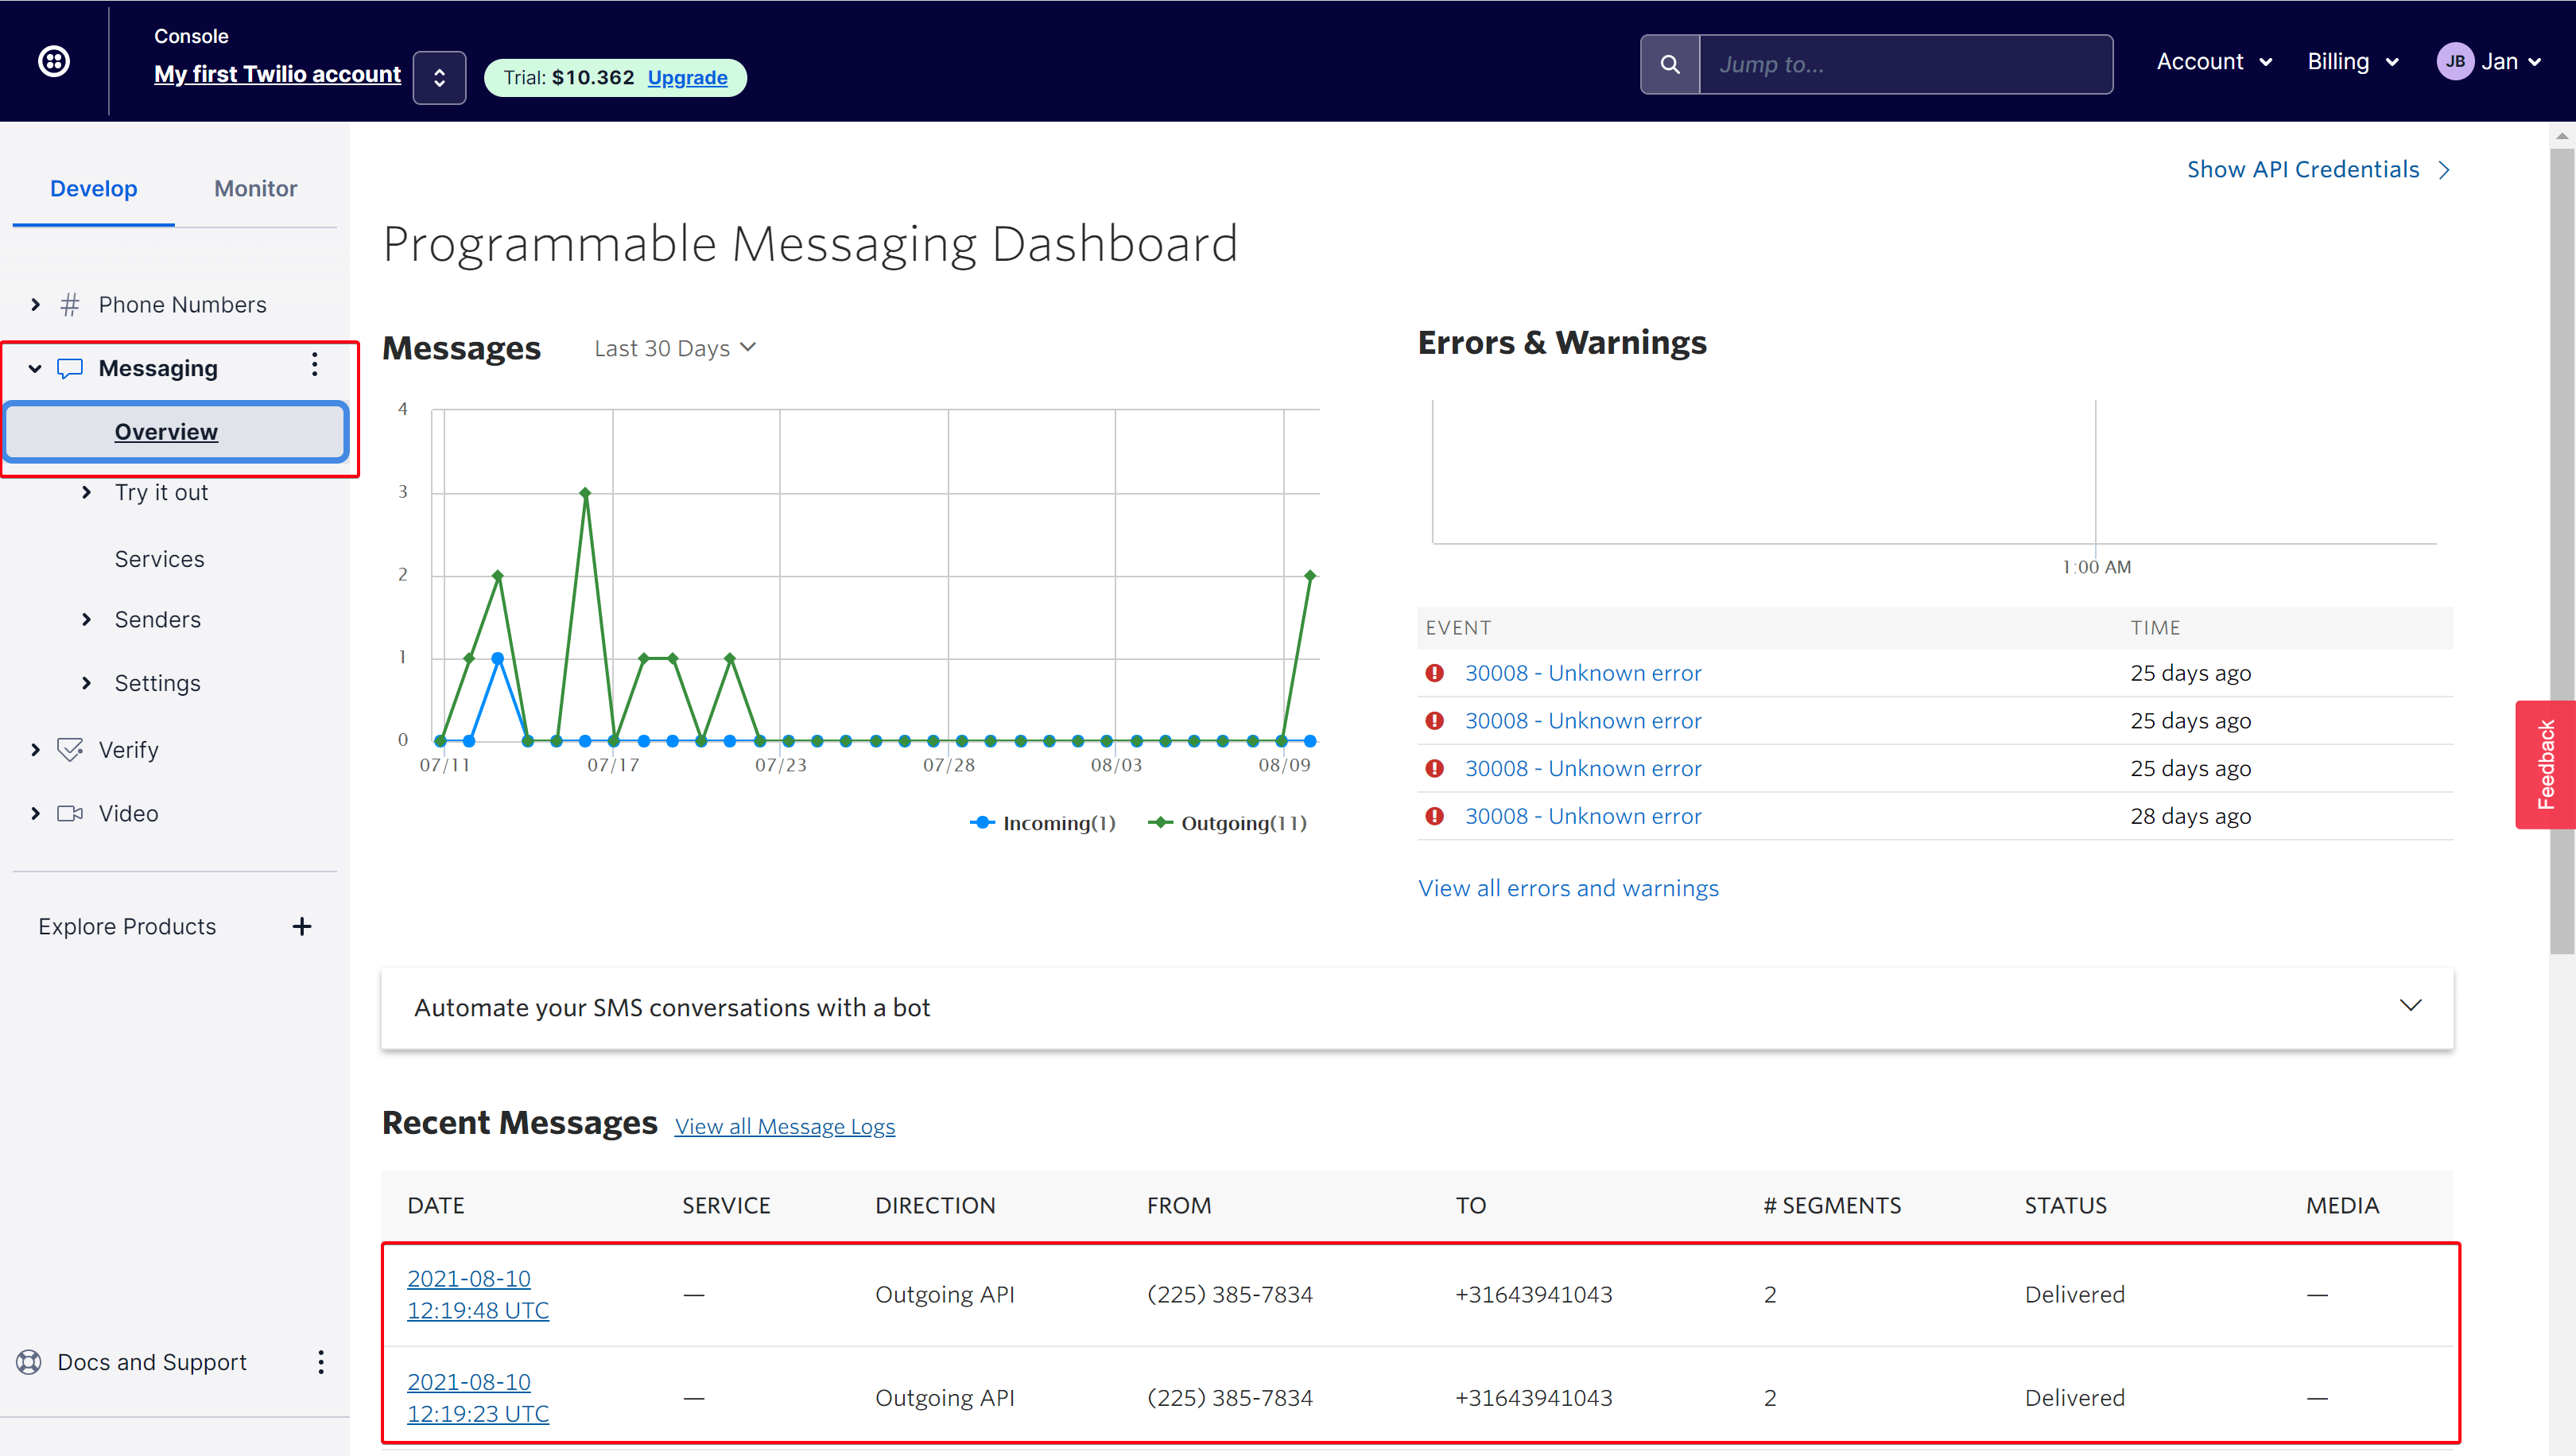 Console
My first Twilio account
Trial: $10.362 Upgrade
Jump to...
Account
Billing
JB Jan
Develop
Monitor
Phone Numbers
Messaging
Overview
Try it out
Services
Senders
Settings
Verify
Video
Explore Products
Docs and Support
Show API Credentials
Programmable Messaging Dashboard
Messages
Last 30 Days
4
3
2
1
0
07/11 07/17 07/23 07/28 08/03 08/09
Incoming(1) Outgoing(11)
Errors & Warnings
1:00 AM
EVENT TIME
30008 - Unknown error 25 days ago
30008 - Unknown error 25 days ago
30008 - Unknown error 25 days ago
30008 - Unknown error 28 days ago
View all errors and warnings
Feedback
Automate your SMS conversations with a bot
Recent Messages View all Message Logs
DATE SERVICE DIRECTION FROM TO # SEGMENTS STATUS MEDIA
2021-08-10
12:19:48 UTC — Outgoing API (225) 385-7834 +31643941043 2 Delivered —
2021-08-10
12:19:23 UTC — Outgoing API (225) 385-7834 +31643941043 2 Delivered —